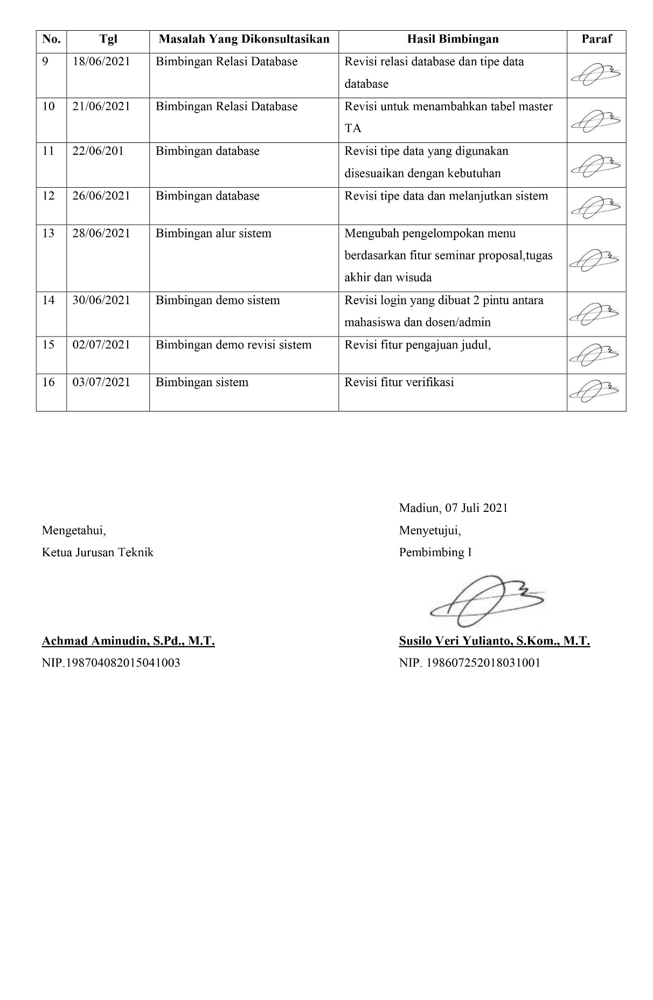 No. Tgl Masalah Yang Dikonsultasikan Hasil Bimbingan Paraf
9 18/06/2021 Bimbingan Relasi Database Revisi relasi database dan tipe data
database
10 21/06/2021 Bimbingan Relasi Database Revisi untuk menambahkan tabel master
TA
11 22/06/201 Bimbingan database Revisi tipe data yang digunakan
disesuaikan dengan kebutuhan
12 26/06/2021 Bimbingan database Revisi tipe data dan melanjutkan sistem
13 28/06/2021 Bimbingan alur sistem Mengubah pengelompokan menu
berdasarkan fitur seminar proposal,tugas
akhir dan wisuda
14 30/06/2021 Bimbingan demo sistem Revisi login yang dibuat 2 pintu antara
mahasiswa dan dosen/admin
15 02/07/2021 Bimbingan demo revisi sistem Revisi fitur pengajuan judul,
16 03/07/2021 Bimbingan sistem Revisi fitur verifikasi
Madiun, 07 Juli 2021
Mengetahui, Menyetujui,
Ketua Jurusan Teknik Pembimbing I
Achmad Aminudin, S.Pd., M.T. Susilo Veri Yulianto, S.Kom., M.T.
NIP.198704082015041003 NIP. 198607252018031001